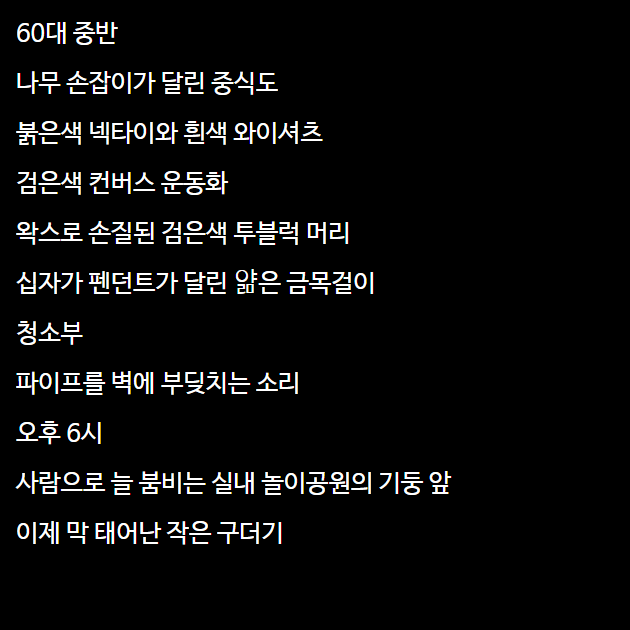 60대 중반
나무 손잡이가 달린 중식도
붉은색 넥타이와 흰색 와이셔츠
검은색 컨버스 운동화
왁스로 손질된 검은색 투블럭 머리
십자가 펜던트가 달린 얇은 금목걸이
청소부
파이프를 벽에 부딪치는 소리
오후 6시
사람으로 늘 붐비는 실내 놀이공원의 기둥 앞
이제 막 태어난 작은 구더기